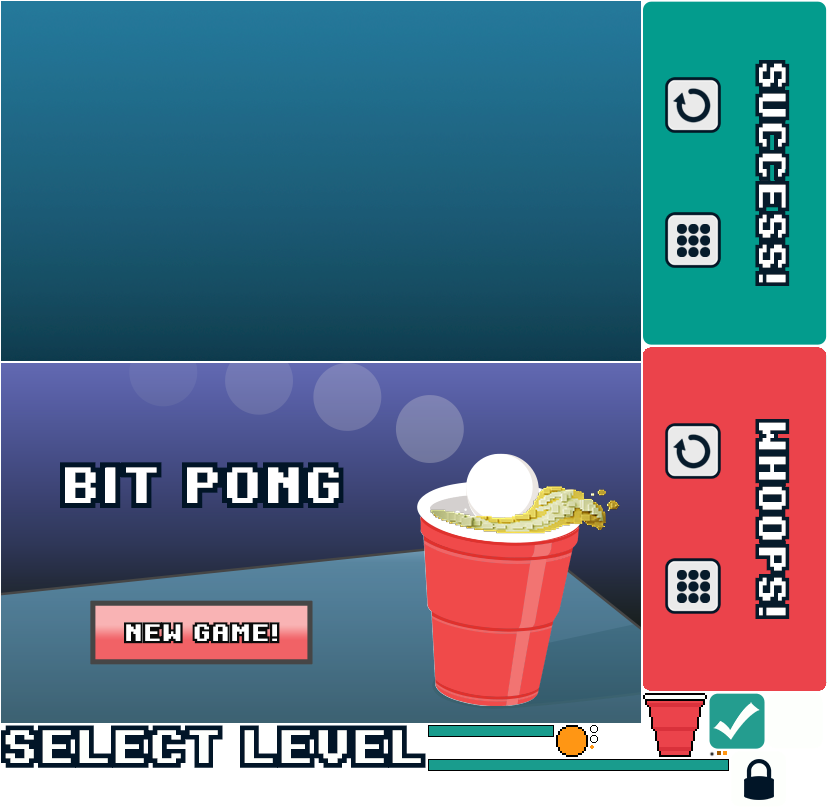 SUCCESS!
BIT PONG
NEW GAME!
WHOOPS!
SELECT LEVEL